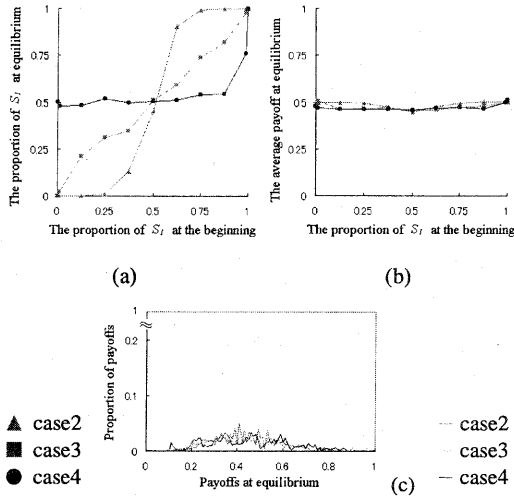 The proportion of S_I at equilibrium
1
0.75
0.5
0.25
0
0 0.25 0.5 0.75 1
The proportion of S_I at the beginning
(a)
The average payoff at equilibrium
1
0.75
0.5
0.25
0
0 0.25 0.5 0.75 1
The proportion of S_I at the beginning
(b)
Proportion of payoffs
1
0.2
0.1
0
0 0.2 0.4 0.6 0.8 1
Payoffs at equilibrium
(c)
case2
case3
case4
case2
case3
case4